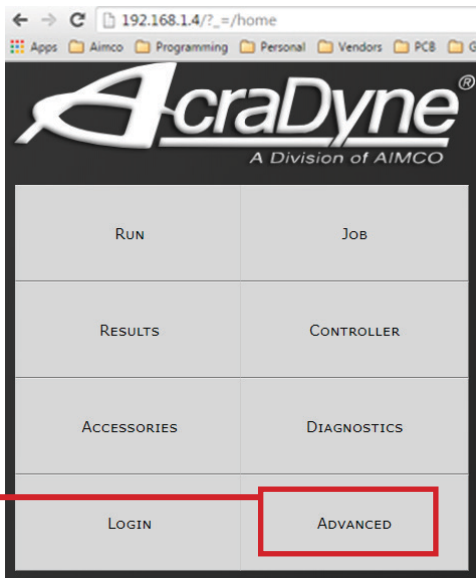 192.168.1.4/?_=/home
Apps Aimco Programming Personal Vendors PCB G
AcraDyne®
A Division of AIMCO
Run Job
Results Controller
Accessories Diagnostics
Login Advanced